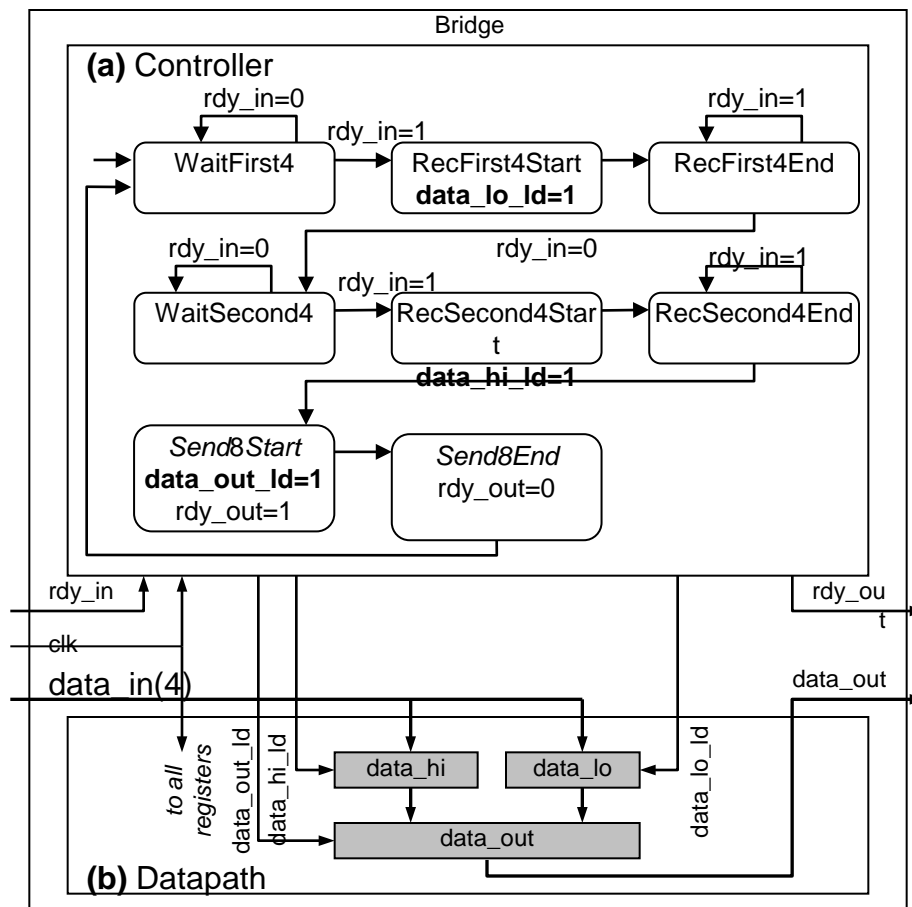 Bridge
(a) Controller
rdy_in=0
rdy_in=1
rdy_in=1
WaitFirst4
RecFirst4Start
data_lo_ld=1
RecFirst4End
rdy_in=0
rdy_in=0
rdy_in=1
rdy_in=1
WaitSecond4
RecSecond4Star
t
data_hi_ld=1
RecSecond4End
Send8Start
data_out_ld=1
rdy_out=1
Send8End
rdy_out=0
rdy_in
rdy_ou
t
clk
data_in(4)
data_out
to all
registers
data_out_ld
data_hi_ld
data_lo_ld
data_hi
data_lo
data_out
(b) Datapath